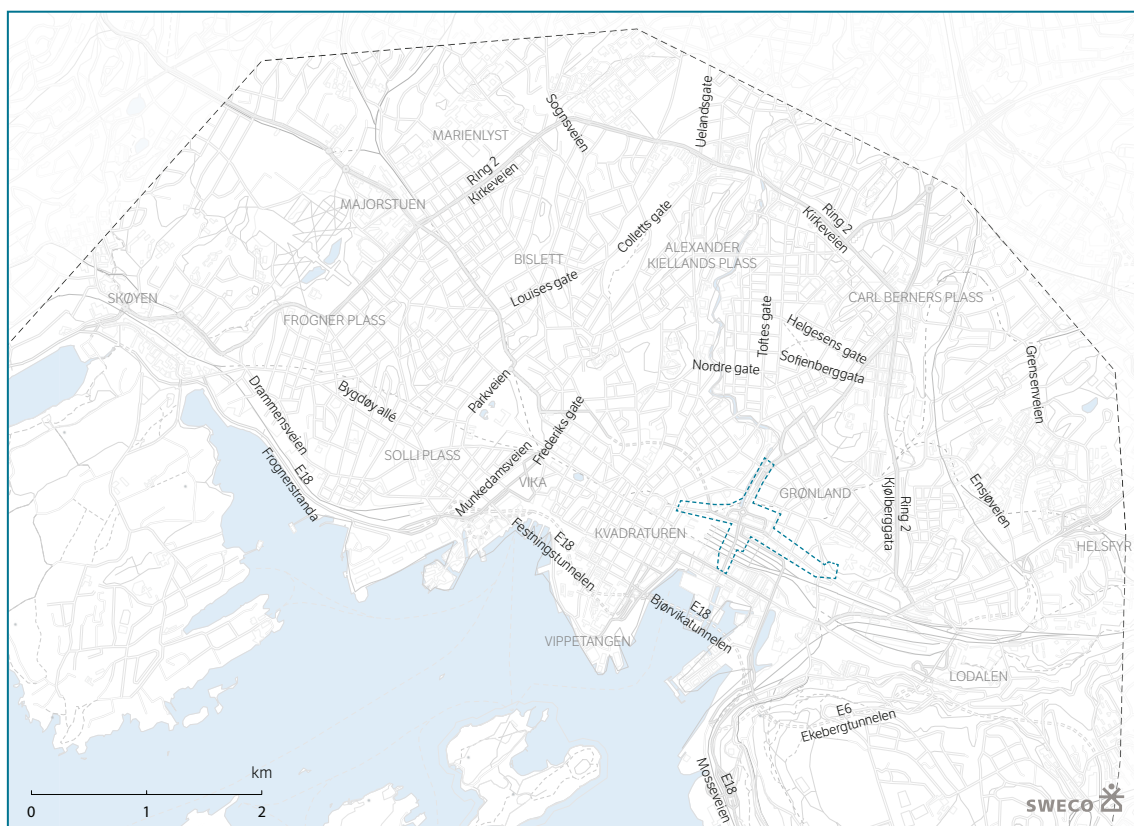 Uelandsgate
Sognsveien
MARIENLYST
Ring 2
Kirkeveien
MAJORSTUEN
Colletts gate
ALEXANDER
KIELLANDS PLASS
Ring 2
Kirkeveien
BISLETT
Louises gate
SKØYEN
FROGNER PLASS
CARL BERNERS PLASS
Toftes gate
Helgesens gate
Sofienberggata
Nordre gate
Grensenveien
Drammensveien
Bygdøy allé
Parkveien
Frederiks gate
E18
Frognerstranda
SOLLI PLASS
Munkedamsveien
VIKA
GRØNLAND
Ring 2
Kjølberggata
Ensjøveien
E18
Festningstunnelen
KVADRATUREN
HELSFYR
E18
Bjørvikatunnelen
VIPPETANGEN
LODALEN
E6
Ekebergtunnelen
E18
Mosseveien
km
0 1 2
SWECO